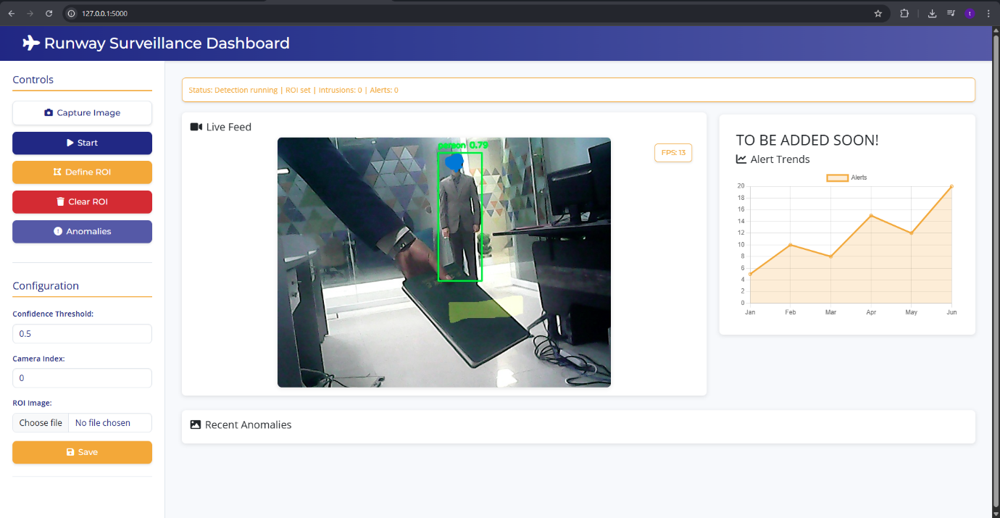 127.0.0.1:5000
t
Runway Surveillance Dashboard
Controls
Capture Image
Start
Define ROI
Clear ROI
Anomalies
Configuration
Confidence Threshold:
0.5
Camera Index:
0
ROI Image:
Choose file No file chosen
Save
Status: Detection running | ROI set | Intrusions: 0 | Alerts: 0
Live Feed
person 0.79
FPS: 13
TO BE ADDED SOON!
Alert Trends
Alerts
20
18
16
14
12
10
8
6
4
2
0
Jan Feb Mar Apr May Jun
Recent Anomalies